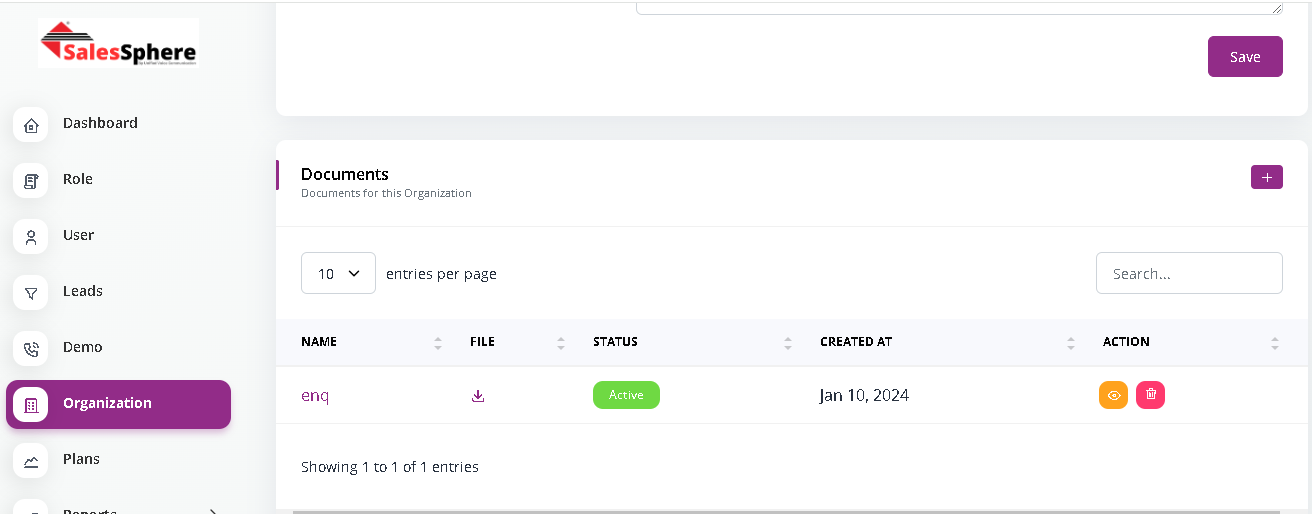 SalesSphere
Dashboard
Role
User
Leads
Demo
Organization
Plans
Reports
Save
Documents
Documents for this Organization
10 entries per page
Search...
NAME FILE STATUS CREATED AT ACTION
enq Active Jan 10, 2024
Showing 1 to 1 of 1 entries